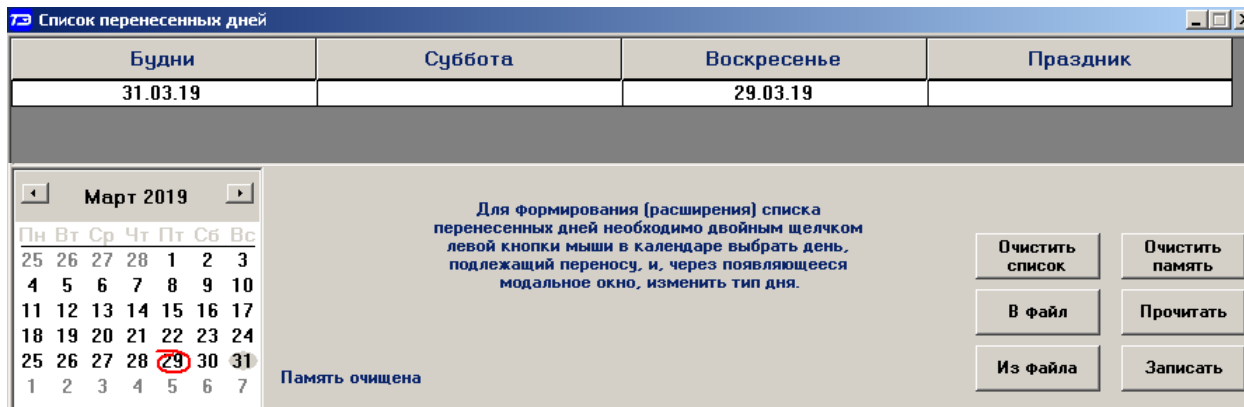 ТЭ Список перенесенных дней
Будни Суббота Воскресенье Праздник
31.03.19 29.03.19
Март 2019
Пн Вт Ср Чт Пт Сб Вс
25 26 27 28 1 2 3
4 5 6 7 8 9 10
11 12 13 14 15 16 17
18 19 20 21 22 23 24
25 26 27 28 29 30 31
1 2 3 4 5 6 7
Для формирования (расширения) списка
перенесенных дней необходимо двойным щелчком
левой кнопки мыши в календаре выбрать день,
подлежащий переносу, и, через появляющееся
модальное окно, изменить тип дня.
Память очищена
Очистить
список
Очистить
память
В файл
Прочитать
Из файла
Записать